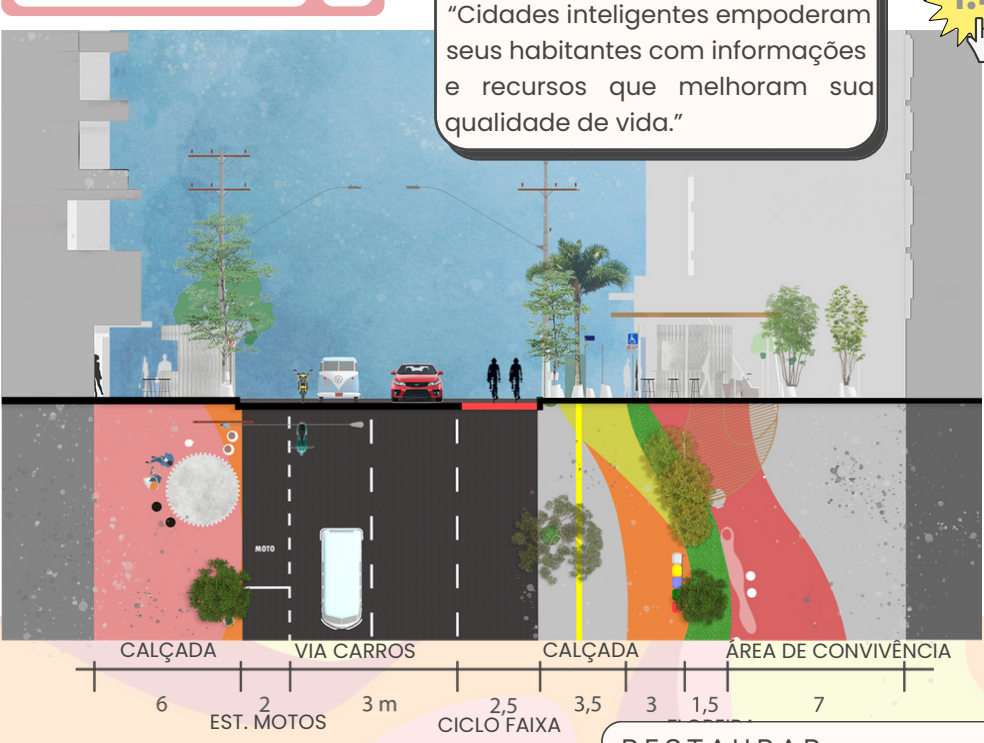 “Cidades inteligentes empoderam
seus habitantes com informações
e recursos que melhoram sua
qualidade de vida.”
MOTO
CALÇADA VIA CARROS CALÇADA ÁREA DE CONVIVÊNCIA
6 2 3 m 2,5 3,5 3 1,5 7
EST. MOTOS CICLO FAIXA